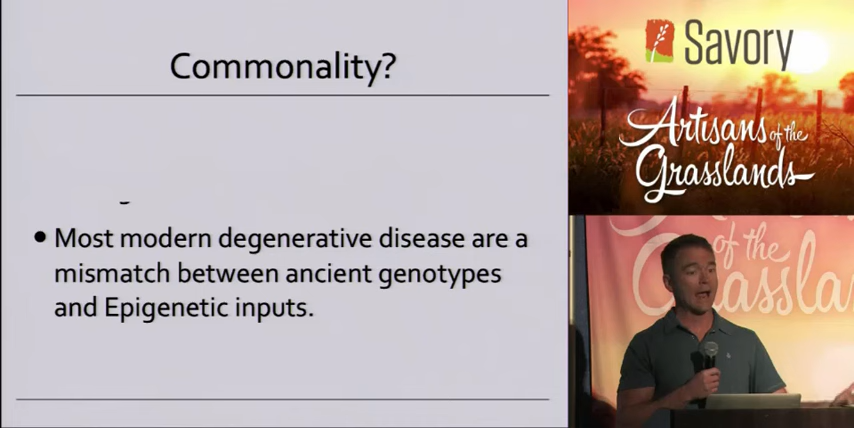 Commonality?
• Most modern degenerative disease are a
mismatch between ancient genotypes
and Epigenetic inputs.
Savory
Artisans of the
Grasslands
of the